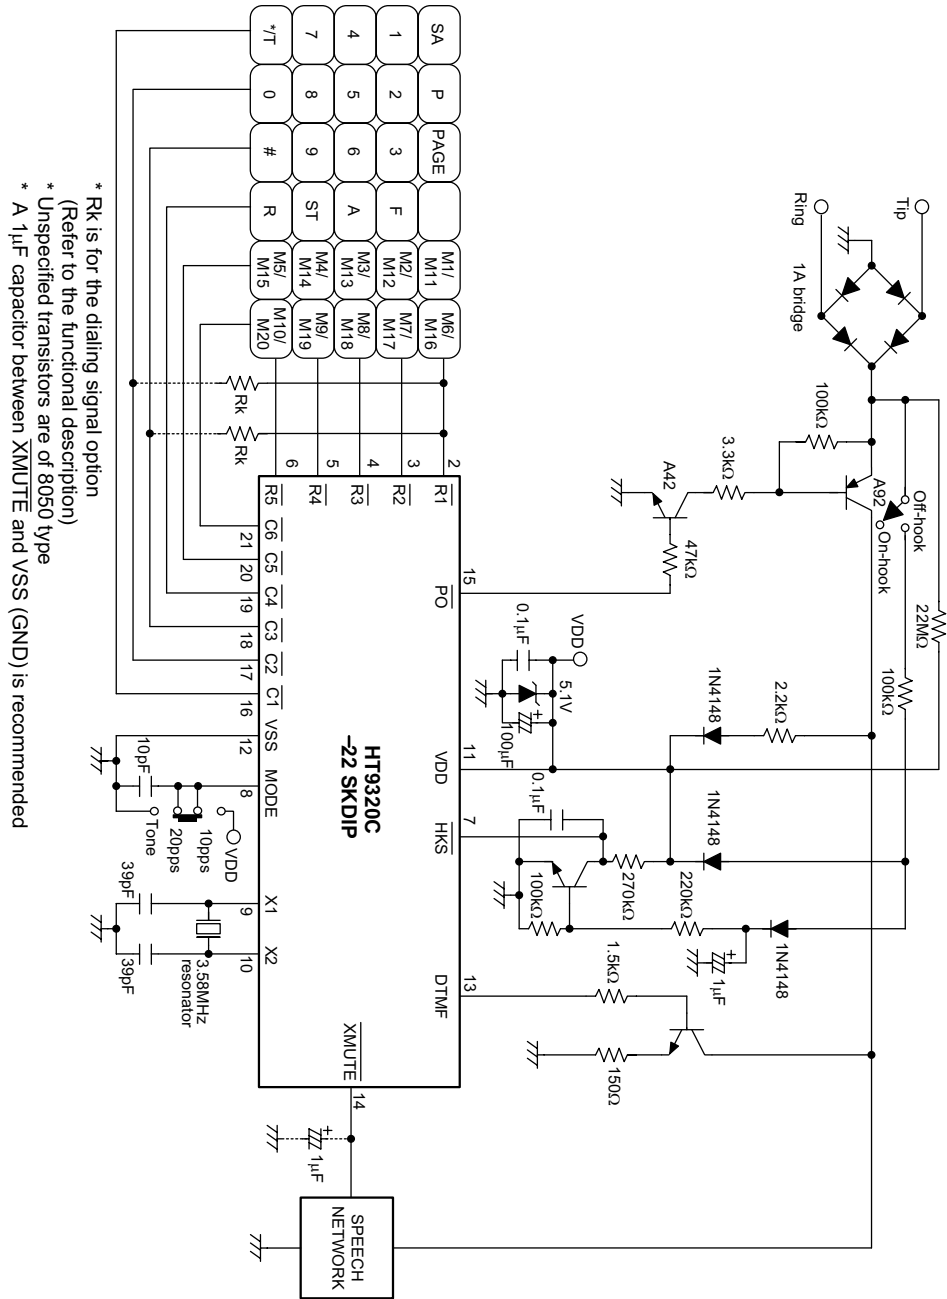 22MΩ
Tip
Off-hook
100kΩ
A92
On-hook
1A bridge
Ring
100kΩ
2.2kΩ
1N4148
1N4148
1N4148
3.3kΩ
220kΩ
1µF
+
A42
47kΩ
270kΩ
1.5kΩ
150Ω
VDD
5.1V
0.1µF
100µF
+
0.1µF
100kΩ
SA P PAGE M1/ M11 M6/ M16
1 2 3 F M2/ M12 M7/ M17
4 5 6 A M3/ M13 M8/ M18
7 8 9 ST M4/ M14 M9/ M19
*/T 0 # R M5/ M15 M10/ M20
Rk
Rk
2 R1
3 R2
4 R3
5 R4
6 R5
15 PO
11 VDD
7 HKS
13 DTMF
HT9320C
–22 SKDIP
XMUTE 14
C6 C5 C4 C3 C2 C1 VSS MODE X1 X2
21 20 19 18 17 16 12 8 9 10
+
1µF
SPEECH
NETWORK
VDD
10pps
20pps
Tone
10pF
39pF
39pF
3.58MHz
resonator
* Rk is for the dialing signal option
(Refer to the functional description)
* Unspecified transistors are of 8050 type
* A 1µF capacitor between XMUTE and VSS (GND) is recommended